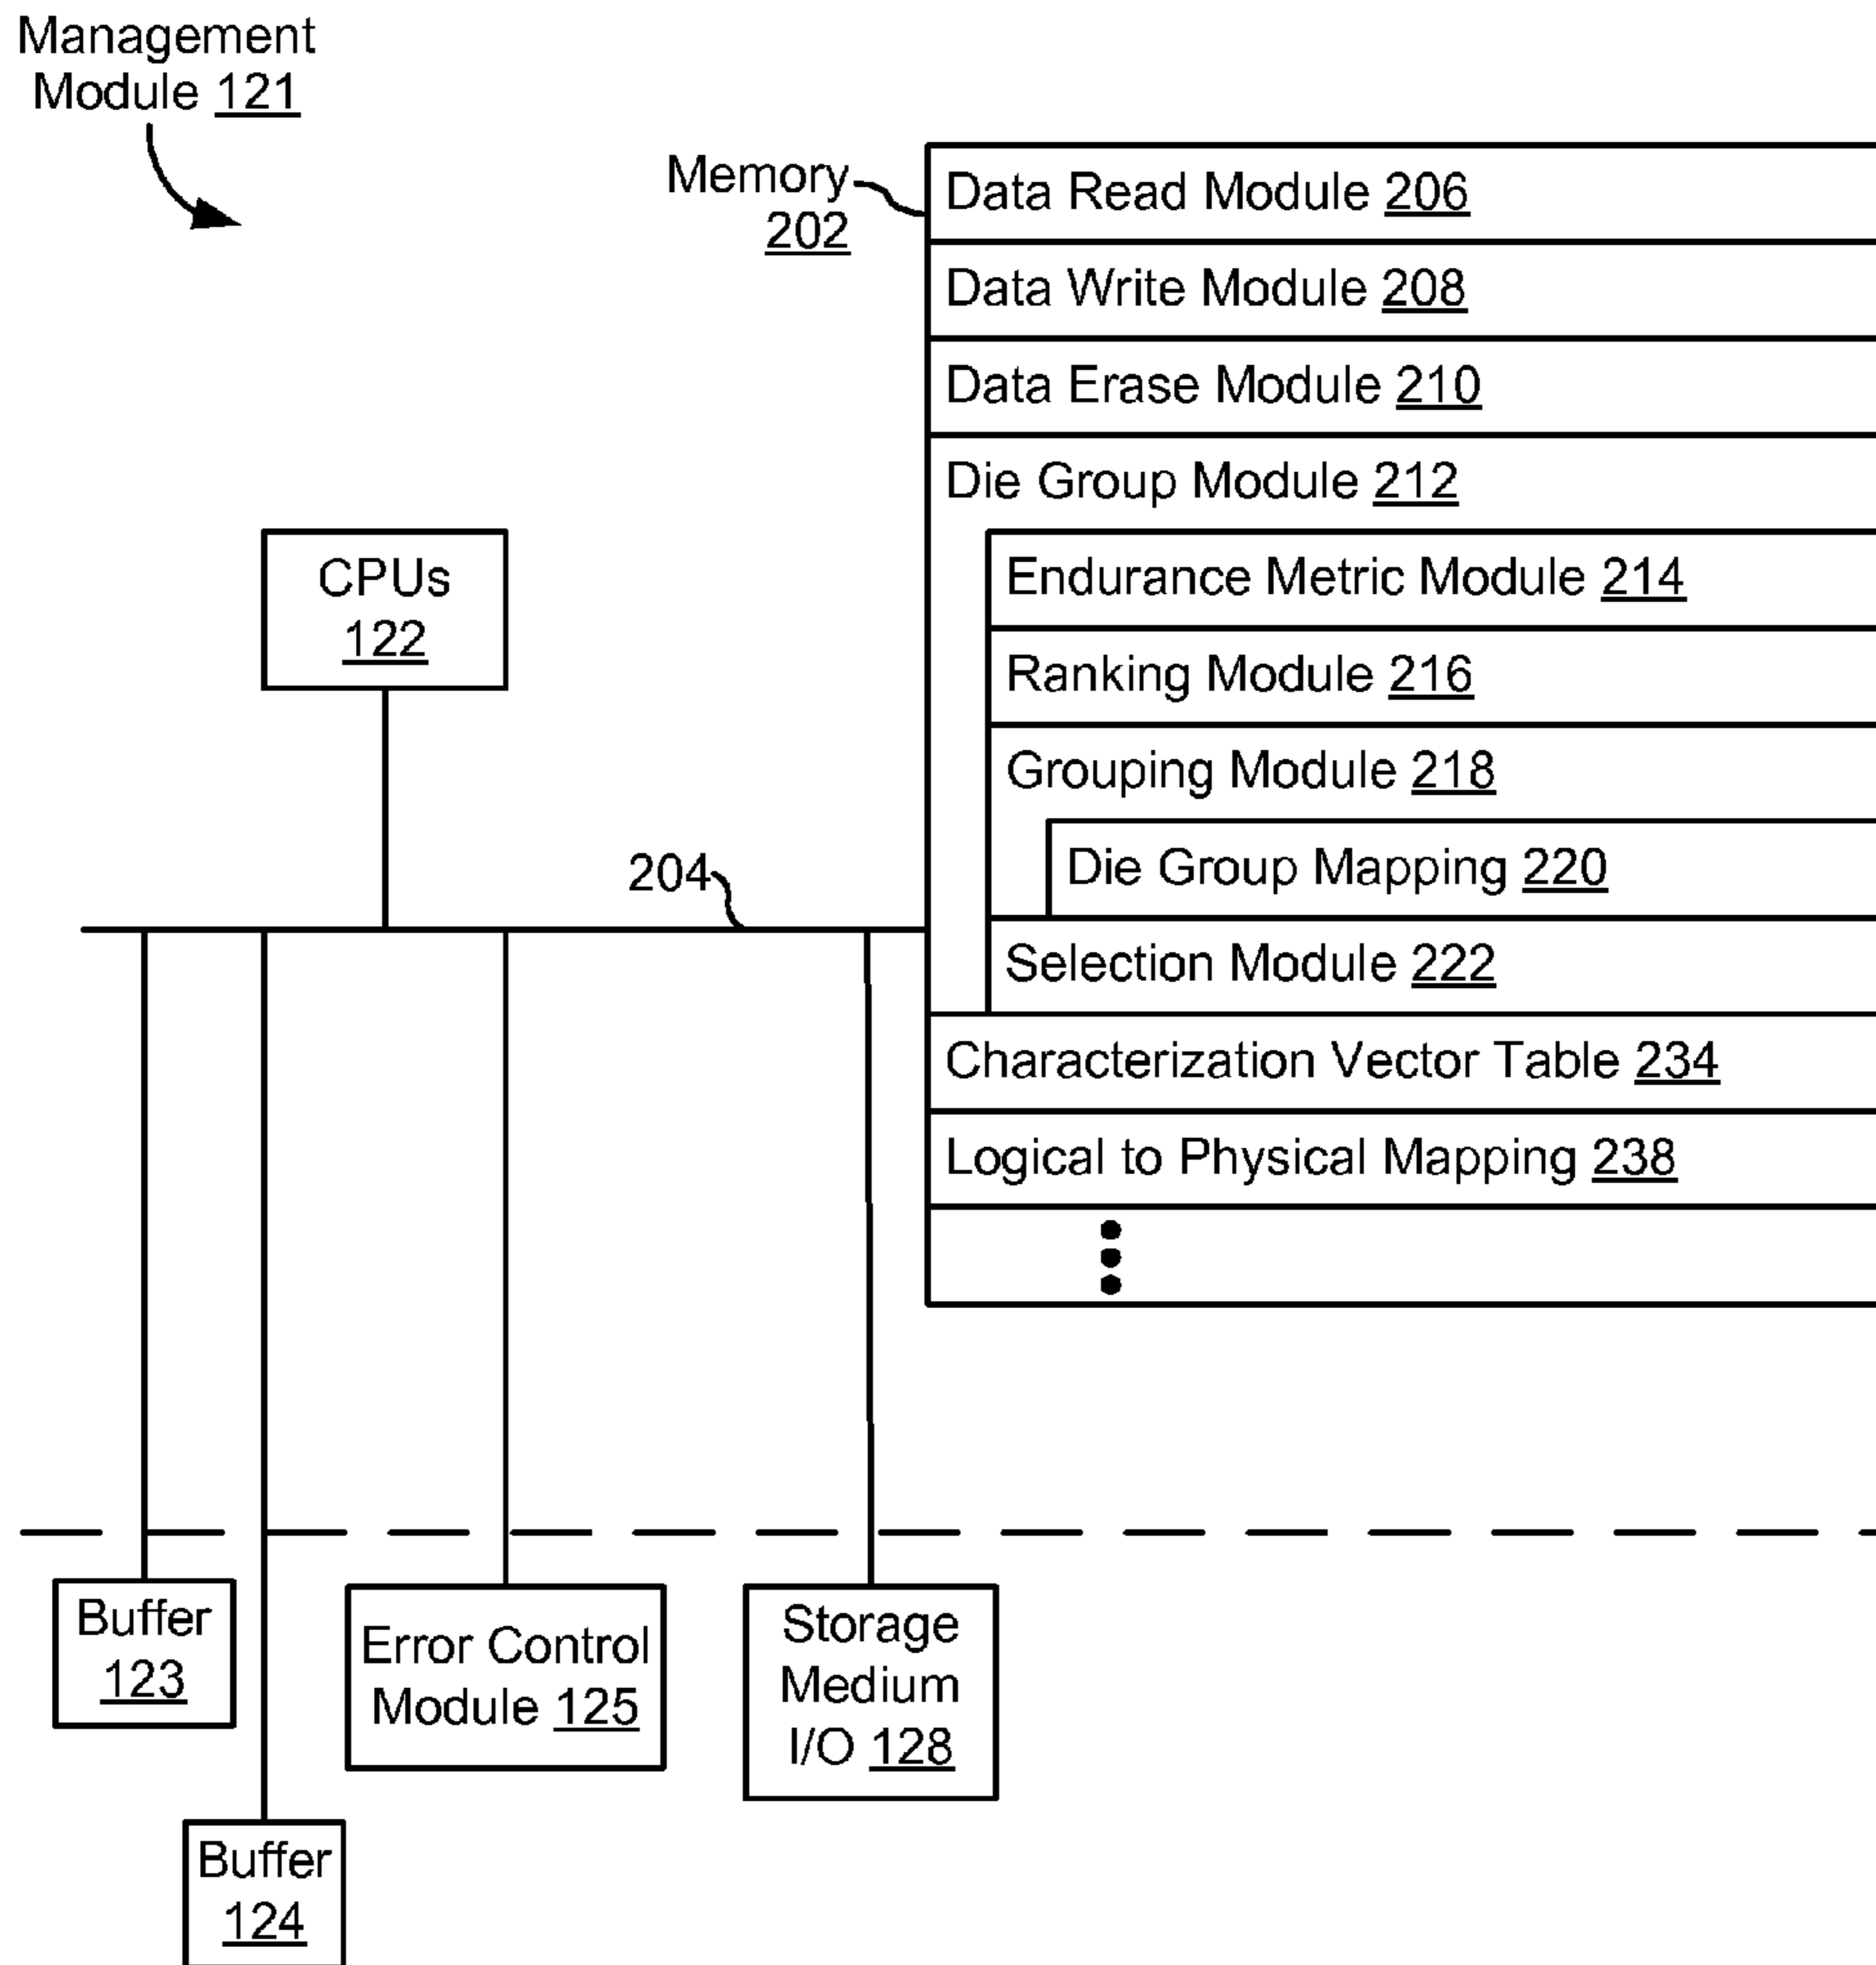 Management
Module 121
Memory
202
Data Read Module 206
Data Write Module 208
Data Erase Module 210
Die Group Module 212
Endurance Metric Module 214
Ranking Module 216
Grouping Module 218
Die Group Mapping 220
Selection Module 222
Characterization Vector Table 234
Logical to Physical Mapping 238
CPUs
122
204
Buffer
123
Error Control
Module 125
Storage
Medium
I/O 128
Buffer
124